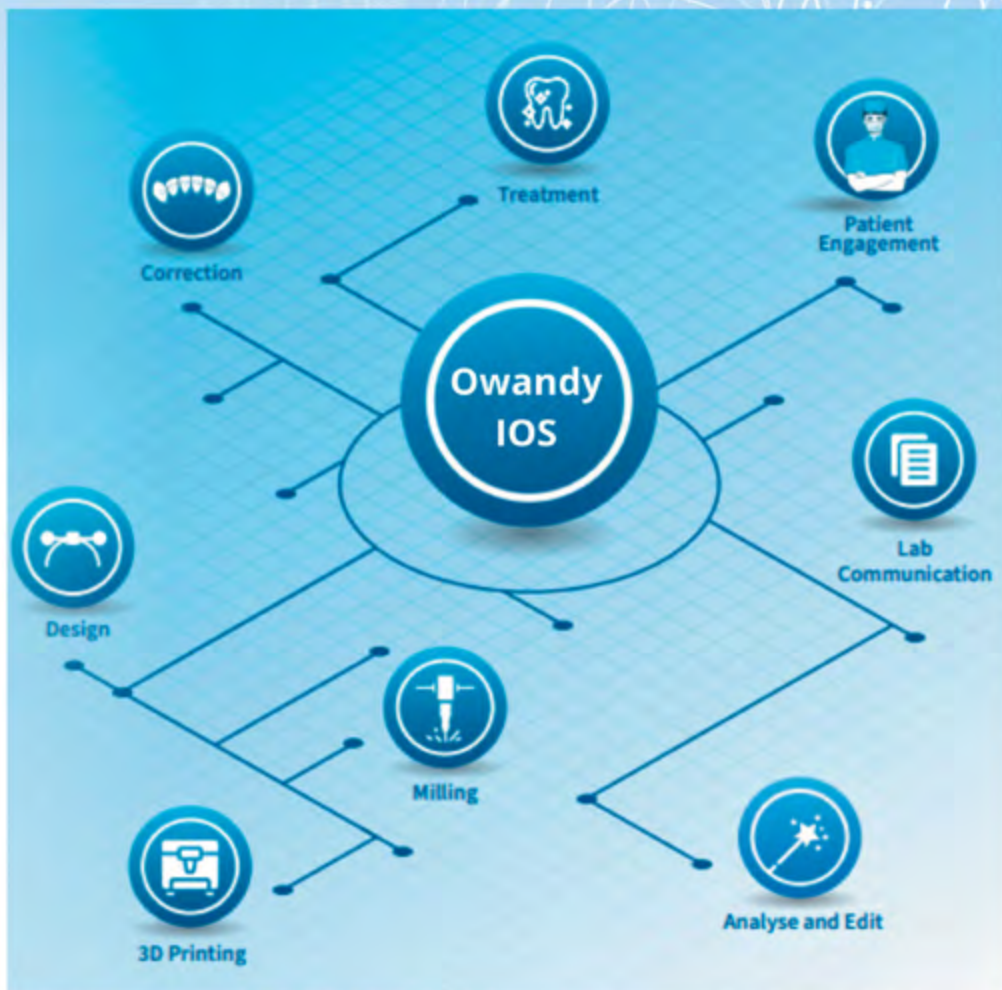 Treatment
Patient
Engagement
Correction
Owandy
IOS
Lab
Communication
Design
Milling
Analyse and Edit
3D Printing